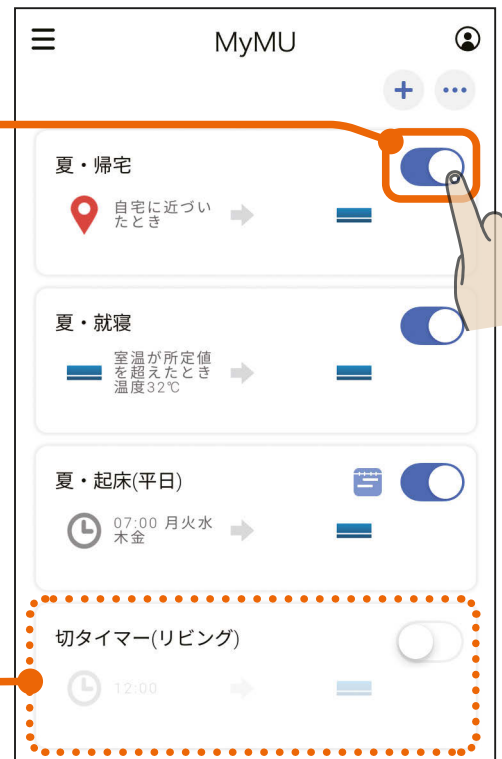 MyMU
夏・帰宅
自宅に近づい
たとき
夏・就寝
室温が所定値
を超えたとき
温度32℃
夏・起床(平日)
07:00 月火水
木金
切タイマー(リビング)
12:00